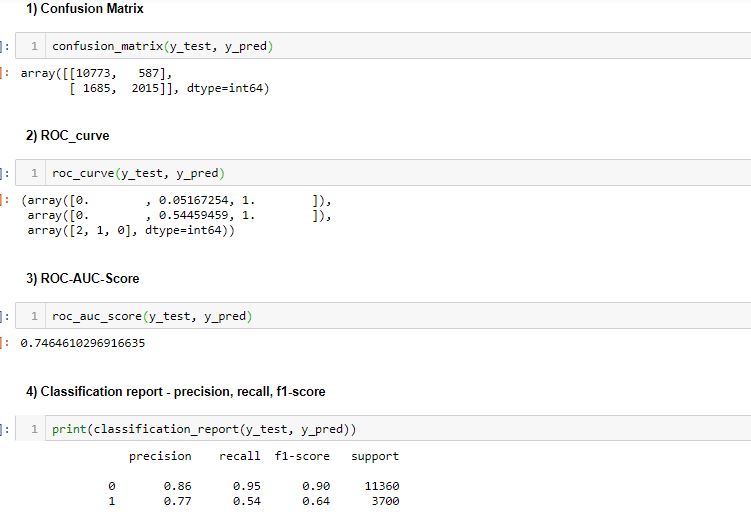 1) Confusion Matrix
]: 1 confusion_matrix(y_test, y_pred)
]: array([[10773,   587],
       [ 1685,  2015]], dtype=int64)
2) ROC_curve
]: 1 roc_curve(y_test, y_pred)
]: (array([0.        , 0.05167254, 1.        ]),
 array([0.        , 0.54459459, 1.        ]),
 array([2, 1, 0], dtype=int64))
3) ROC-AUC-Score
]: 1 roc_auc_score(y_test, y_pred)
]: 0.7464610296916635
4) Classification report - precision, recall, f1-score
]: 1 print(classification_report(y_test, y_pred))
precision    recall  f1-score   support
0       0.86      0.95      0.90     11360
1       0.77      0.54      0.64      3700